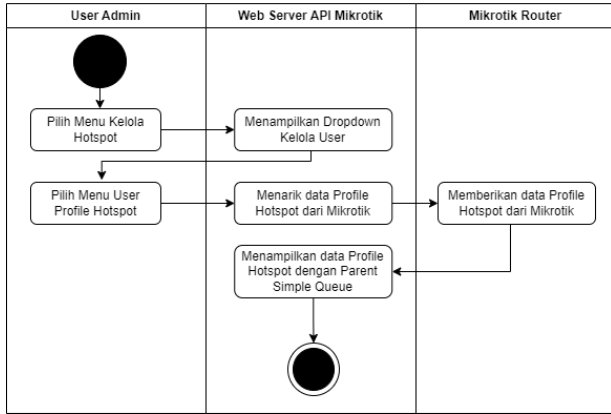 User Admin
Web Server API Mikrotik
Mikrotik Router
Pilih Menu Kelola
Hotspot
Menampilkan Dropdown
Kelola User
Pilih Menu User
Profile Hotspot
Menarik data Profile
Hotspot dari Mikrotik
Memberikan data Profile
Hotspot dari Mikrotik
Menampilkan data Profile
Hotspot dengan Parent
Simple Queue